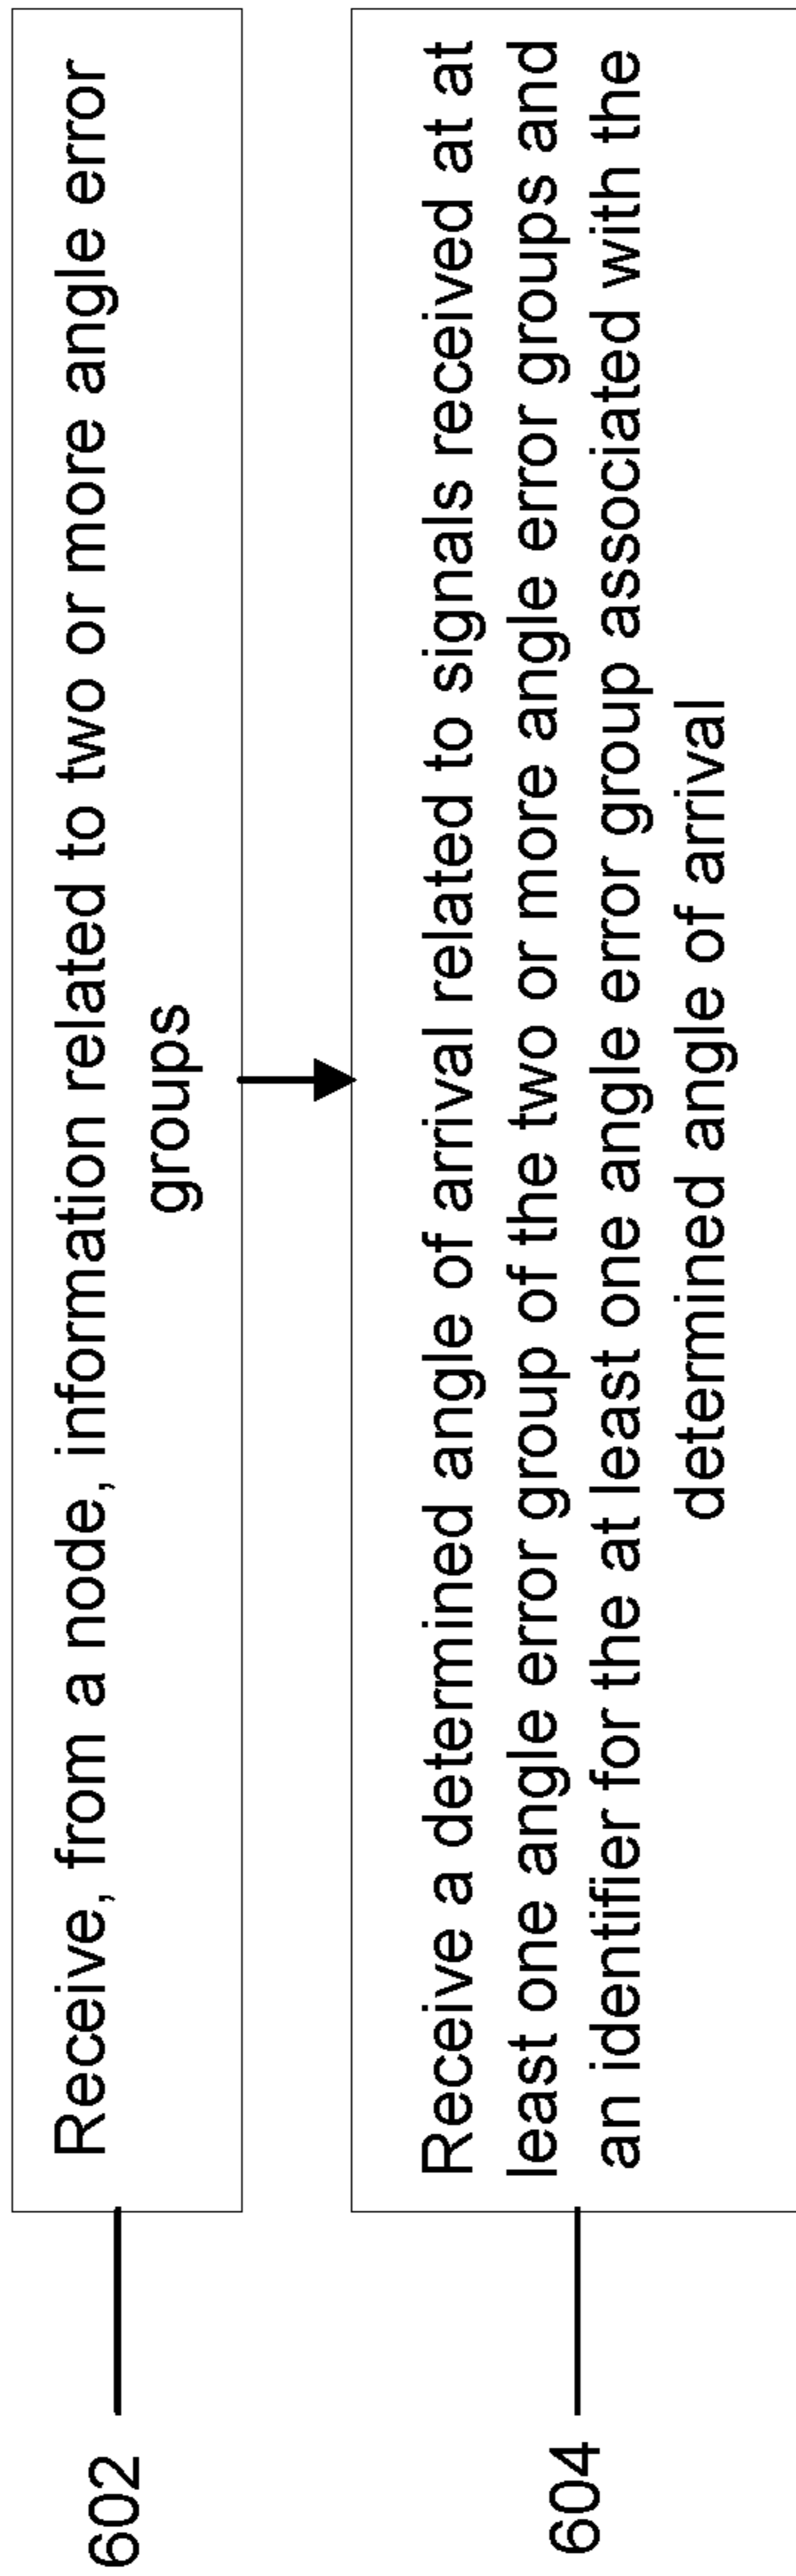 602
Receive, from a node, information related to two or more angle error
groups
604
Receive a determined angle of arrival related to signals received at at
least one angle error group of the two or more angle error groups and
an identifier for the at least one angle error group associated with the
determined angle of arrival